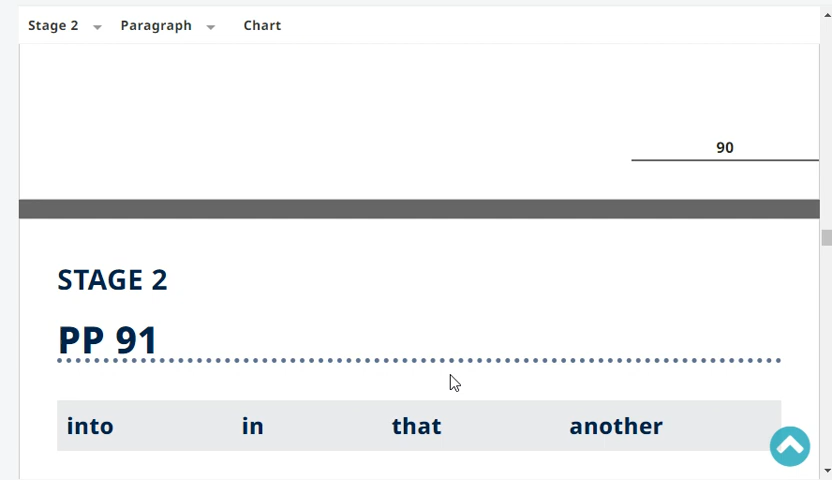 Stage 2 Paragraph Chart
90
STAGE 2
PP 91
into in that another